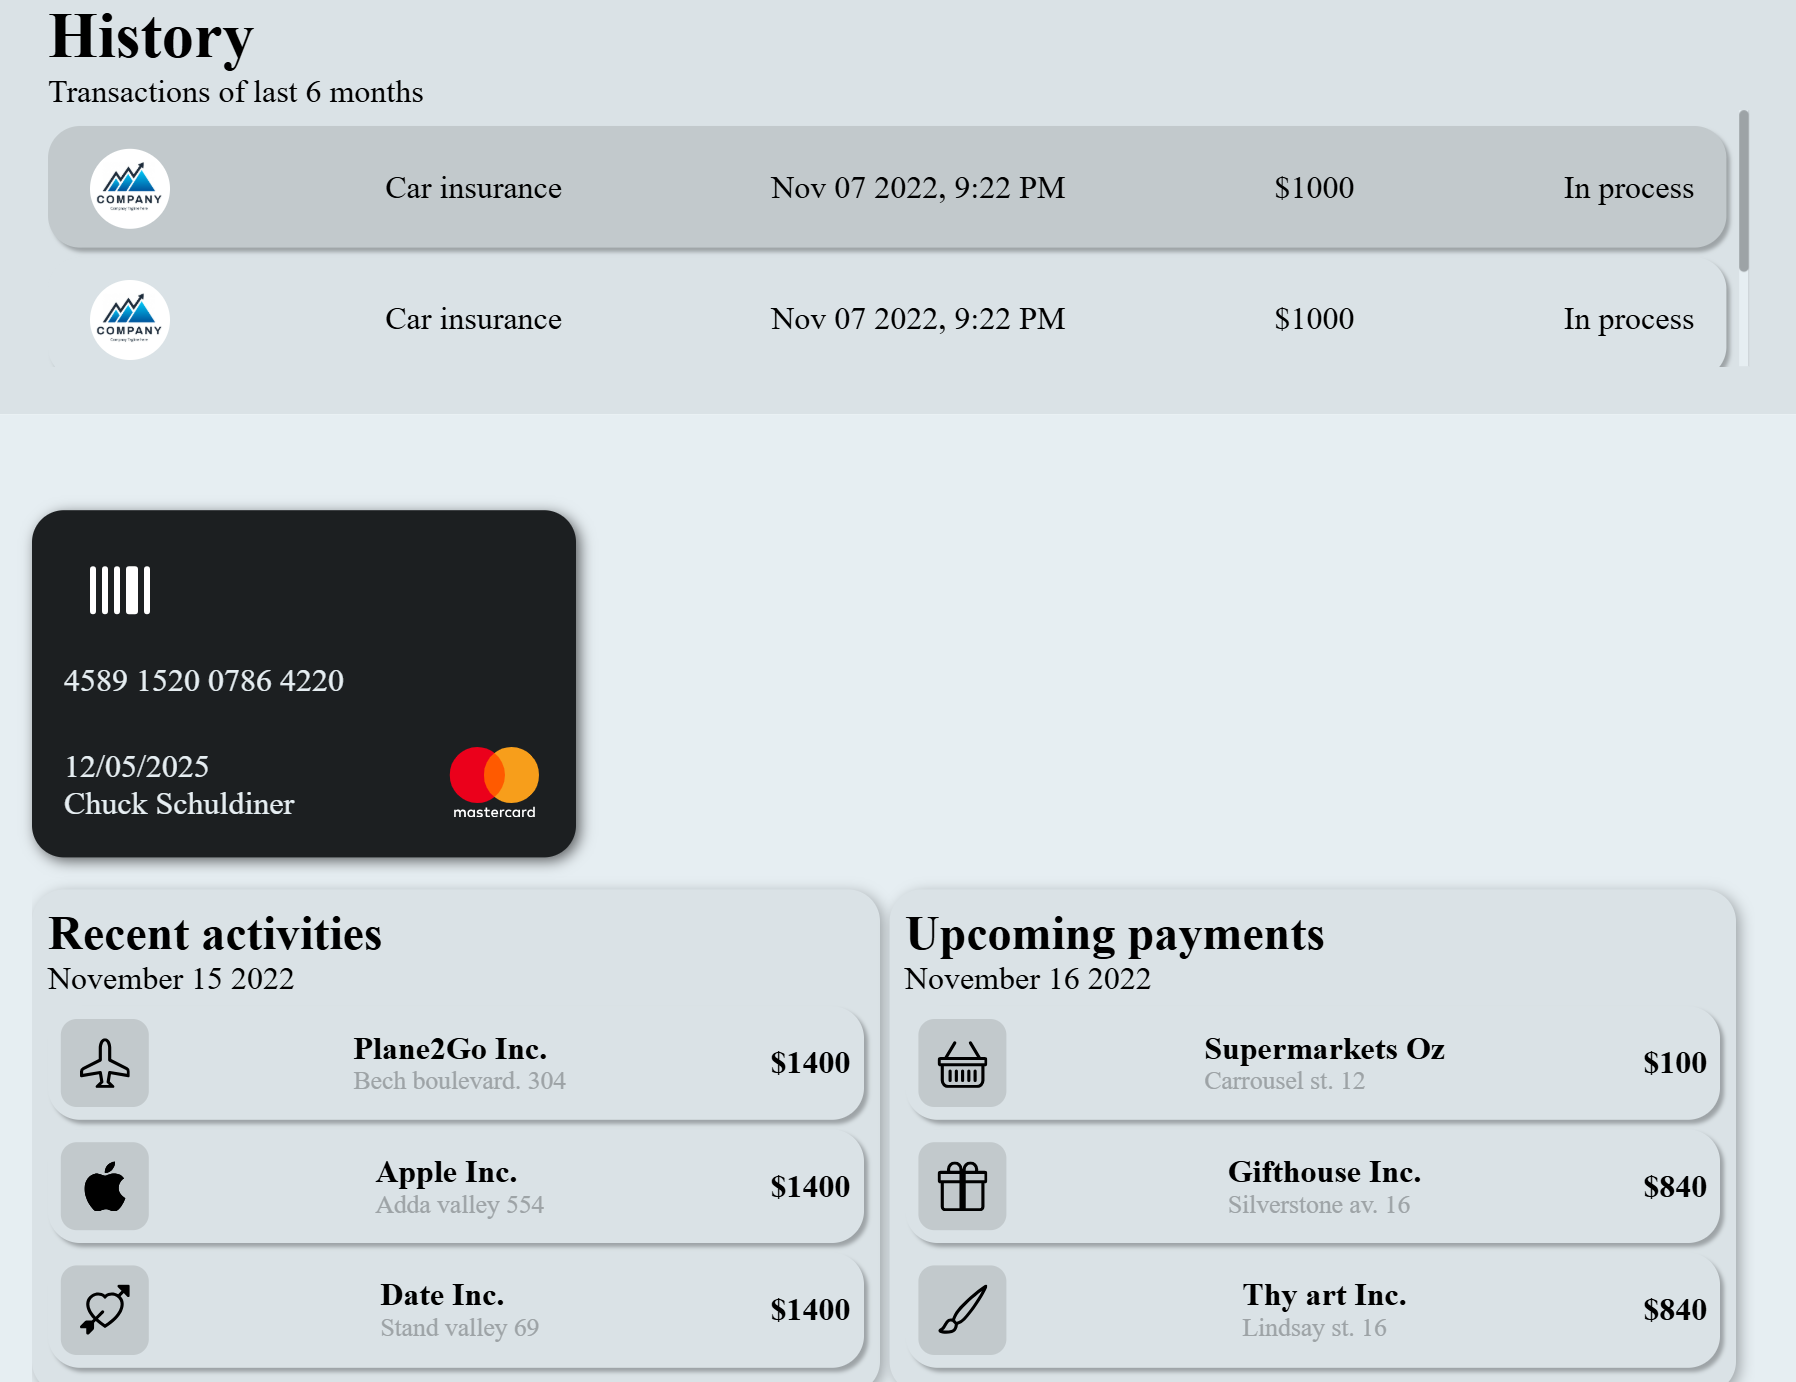 History
Transactions of last 6 months
COMPANY
Car insurance
Nov 07 2022, 9:22 PM
$1000
In process
COMPANY
Car insurance
Nov 07 2022, 9:22 PM
$1000
In process
4589 1520 0786 4220
12/05/2025
Chuck Schuldiner
mastercard
Recent activities
November 15 2022
Plane2Go Inc.
Bech boulevard. 304
$1400
Apple Inc.
Adda valley 554
$1400
Date Inc.
Stand valley 69
$1400
Upcoming payments
November 16 2022
Supermarkets Oz
Carrousel st. 12
$100
Gifthouse Inc.
Silverstone av. 16
$840
Thy art Inc.
Lindsay st. 16
$840